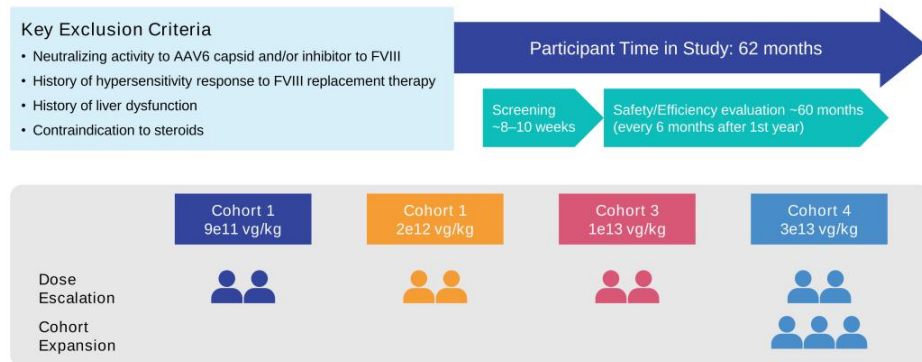 Key Exclusion Criteria
• Neutralizing activity to AAV6 capsid and/or inhibitor to FVIII
• History of hypersensitivity response to FVIII replacement therapy
• History of liver dysfunction
• Contraindication to steroids
Participant Time in Study: 62 months
Screening
~8–10 weeks
Safety/Efficiency evaluation ~60 months
(every 6 months after 1st year)
Cohort 1
9e11 vg/kg
Cohort 1
2e12 vg/kg
Cohort 3
1e13 vg/kg
Cohort 4
3e13 vg/kg
Dose
Escalation
Cohort
Expansion